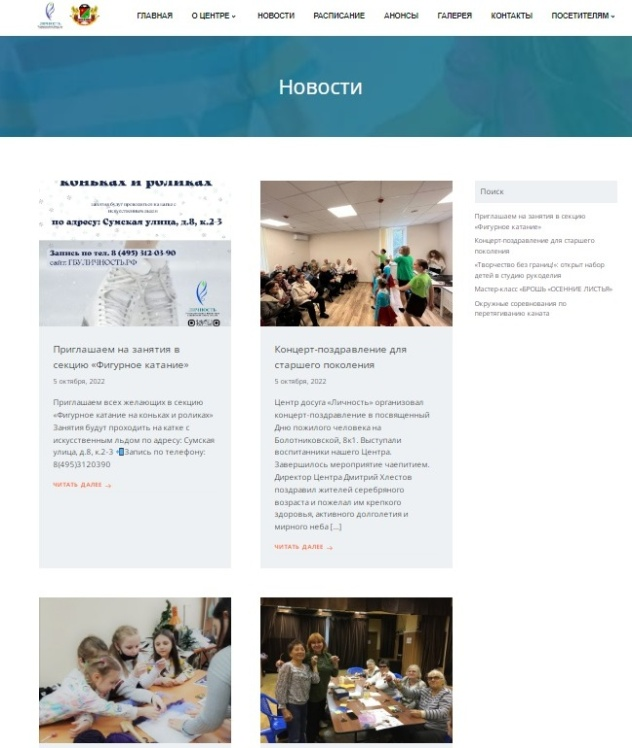 ГЛАВНАЯ О ЦЕНТРЕ НОВОСТИ РАСПИСАНИЕ АНОНСЫ ГАЛЕРЕЯ КОНТАКТЫ ПОСЕТИТЕЛЯМ
Новости
коньках и роликах
по адресу: Сумская улица, д.8, к.2-3
Запись по тел. 8 (495) 312-03-90
сайт: ГБУЛИЧНОСТЬ.РФ
ЛИЧНОСТЬ
Приглашаем на занятия в
секцию «Фигурное катание»
5 октября, 2022
Приглашаем всех желающих в секцию
«Фигурное катание на коньках и роликах»
Занятия будут проходить на катке с
искусственным льдом по адресу: Сумская
улица, д.8, к.2-3 Запись по телефону:
8(495)3120390
ЧИТАТЬ ДАЛЕЕ →
Концерт-поздравление для
старшего поколения
5 октября, 2022
Центр досуга «Личность» организовал
концерт-поздравление в посвященный
Дню пожилого человека на
Болотниковской, 8к1. Выступали
воспитанники нашего Центра.
Завершилось мероприятие чаепитием.
Директор Центра Дмитрий Хлестов
поздравил жителей серебряного
возраста и пожелал им крепкого
здоровья, активного долголетия и
мирного неба [...]
ЧИТАТЬ ДАЛЕЕ →
Поиск
Приглашаем на занятия в секцию
«Фигурное катание»
Концерт-поздравление для старшего
поколения
«Творчество без границ!»: открыт набор
детей в студию рукоделия
Мастер-класс «БРОШЬ «ОСЕННИЕ ЛИСТЬЯ»
Окружные соревнования по
перетягиванию каната